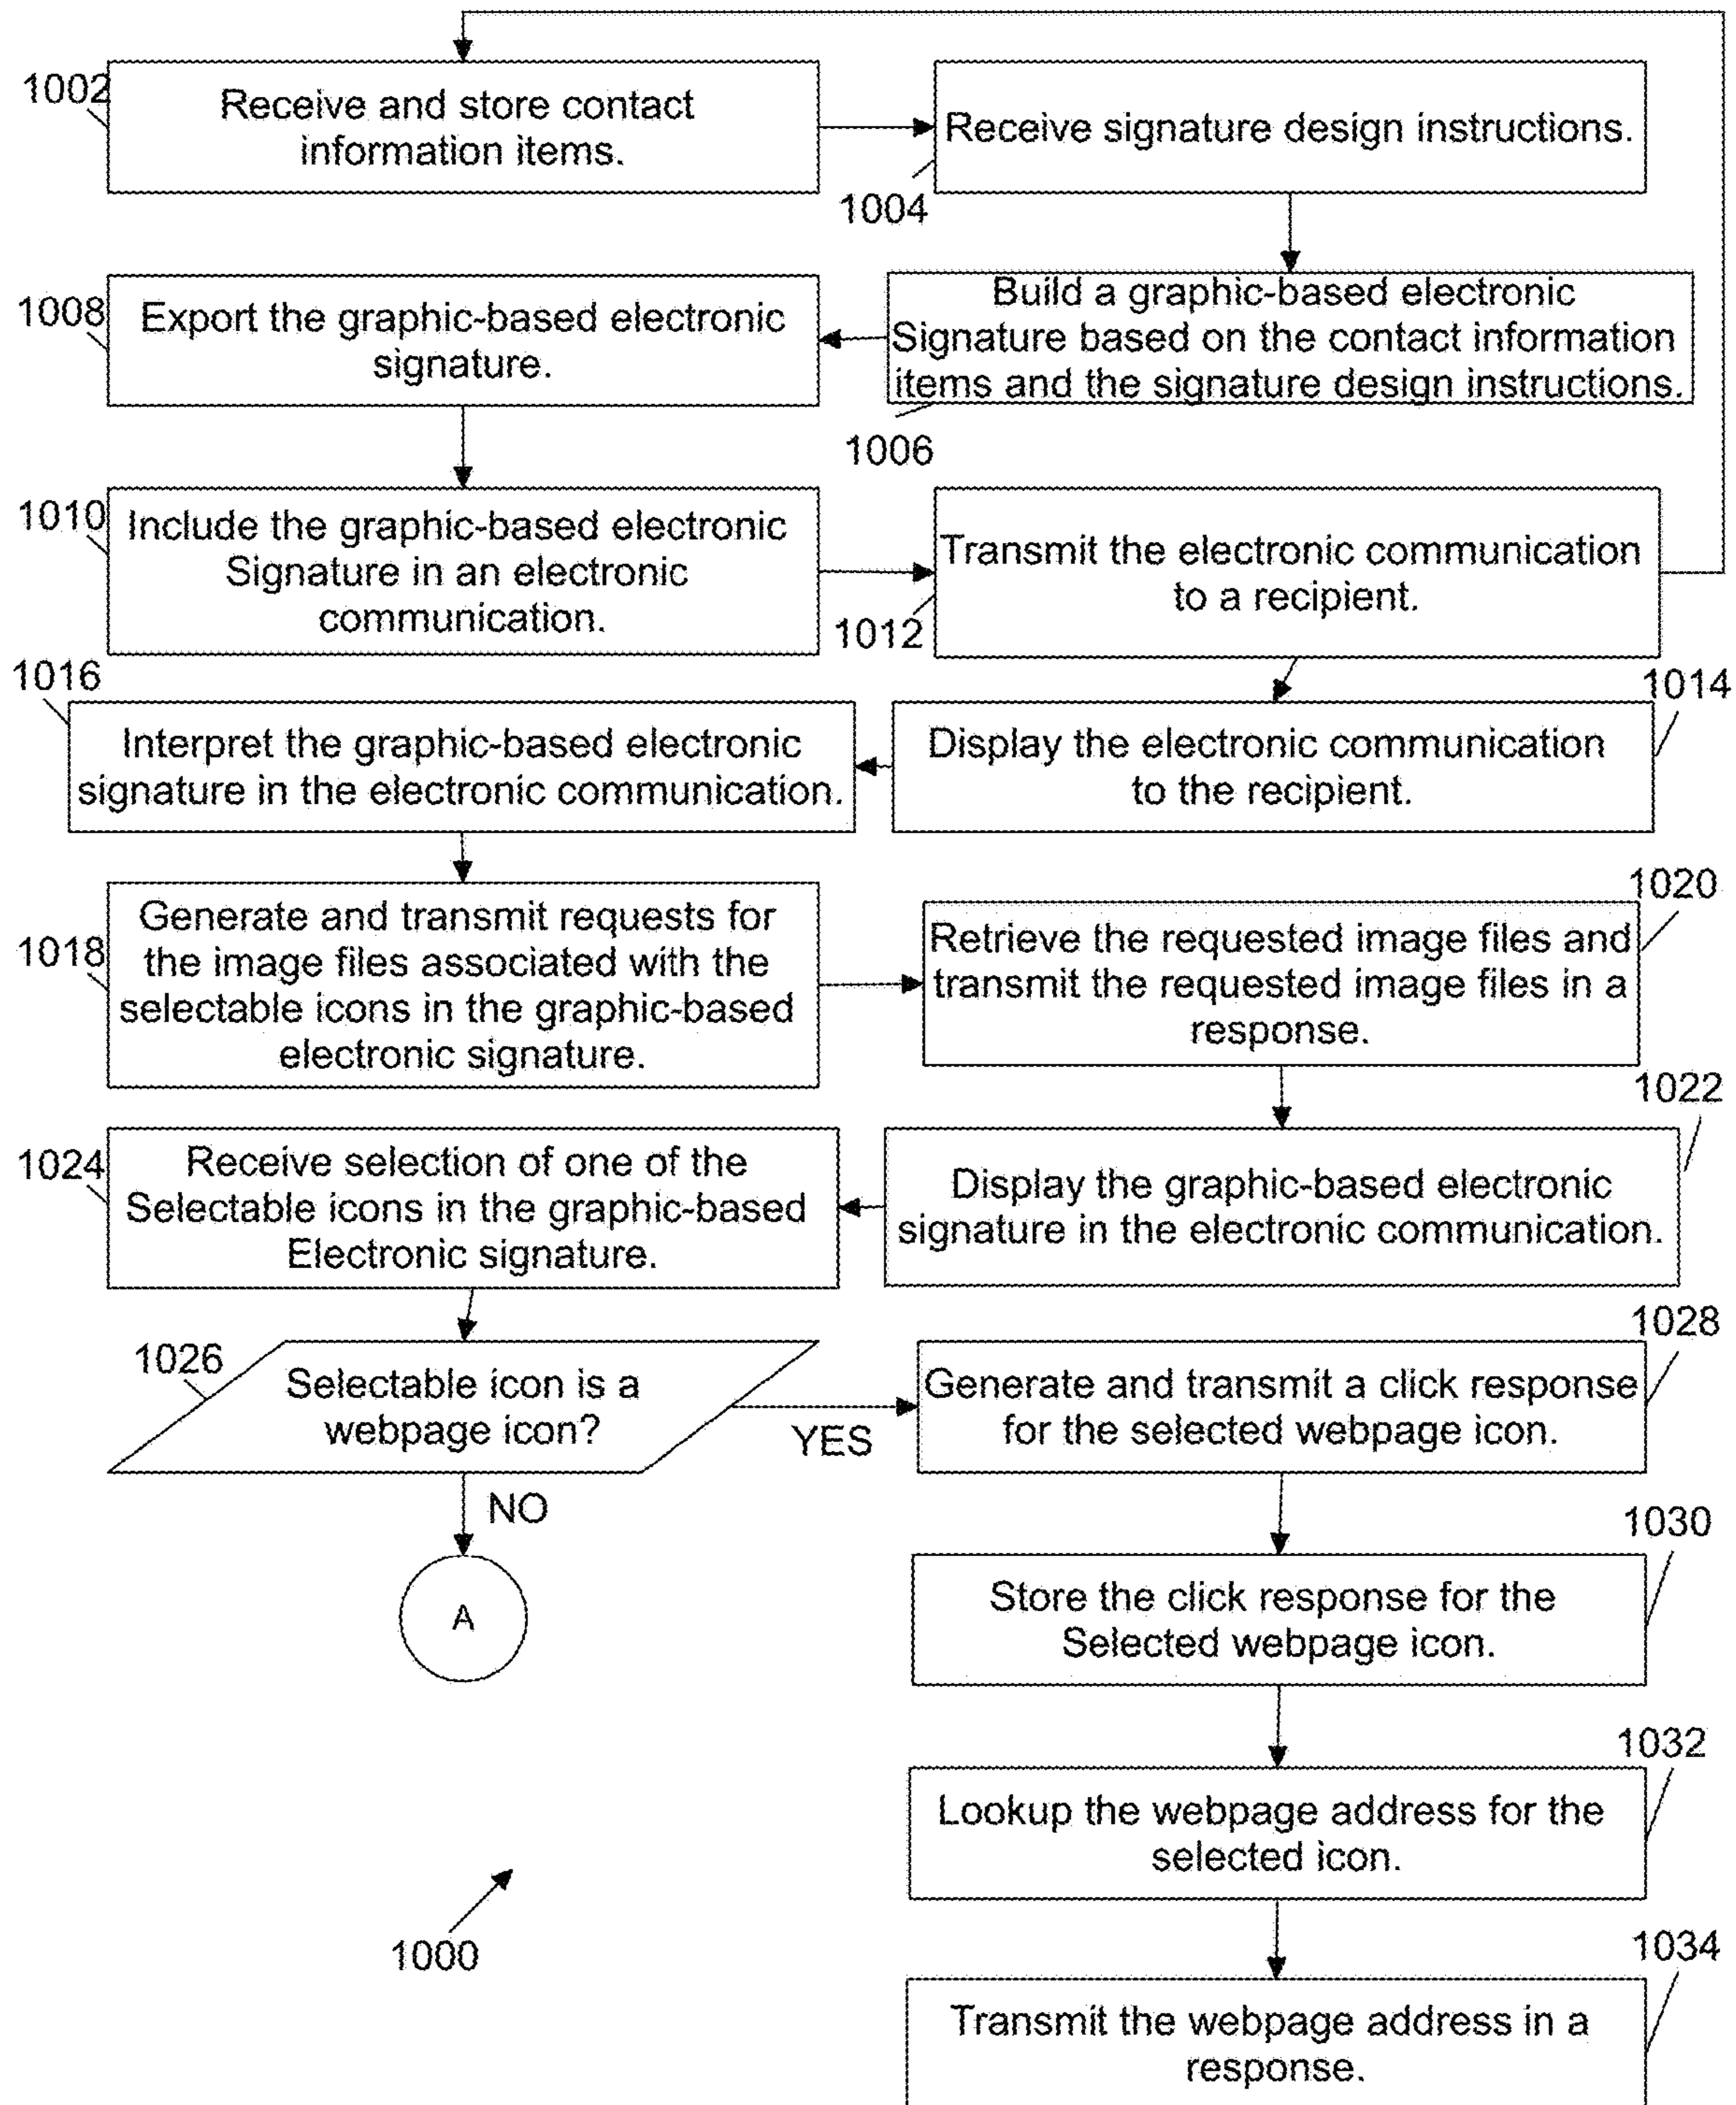 1002
Receive and store contact
information items.
Receive signature design instructions.
1004
1008
Export the graphic-based electronic
signature.
Build a graphic-based electronic
Signature based on the contact information
items and the signature design instructions.
1006
1010
Include the graphic-based electronic
Signature in an electronic
communication.
Transmit the electronic communication
to a recipient.
1012
1016
Interpret the graphic-based electronic
signature in the electronic communication.
1014
Display the electronic communication
to the recipient.
1018
Generate and transmit requests for
the image files associated with the
selectable icons in the graphic-based
electronic signature.
1020
Retrieve the requested image files and
transmit the requested image files in a
response.
1022
1024
Receive selection of one of the
Selectable icons in the graphic-based
Electronic signature.
Display the graphic-based electronic
signature in the electronic communication.
1026
Selectable icon is a
webpage icon?
YES
NO
A
1028
Generate and transmit a click response
for the selected webpage icon.
1030
Store the click response for the
Selected webpage icon.
1032
Lookup the webpage address for the
selected icon.
1000
1034
Transmit the webpage address in a
response.